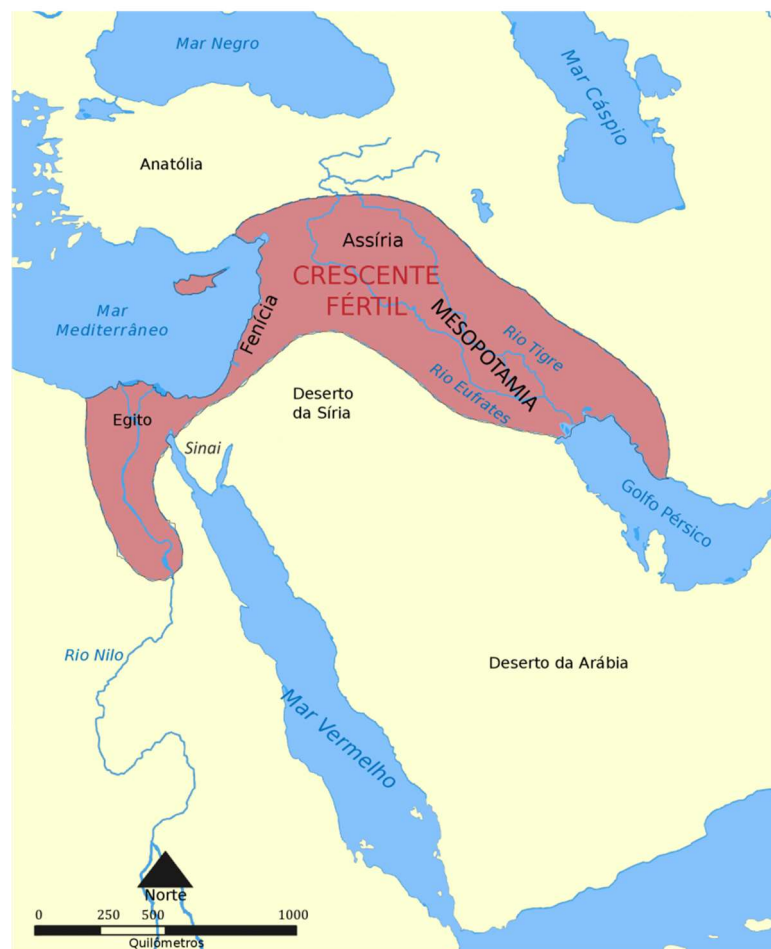 Mar Negro
Mar Cáspio
Anatólia
Assíria
CRESCENTE
FÉRTIL
Mar
Mediterrâneo
Fenícia
MESOPOTAMIA
Rio Tigre
Rio Eufrates
Deserto
da Síria
Egito
Sinai
Golfo Pérsico
Rio Nilo
Deserto da Arábia
Mar Vermelho
Norte
0 250 500 1000
Quilómetros